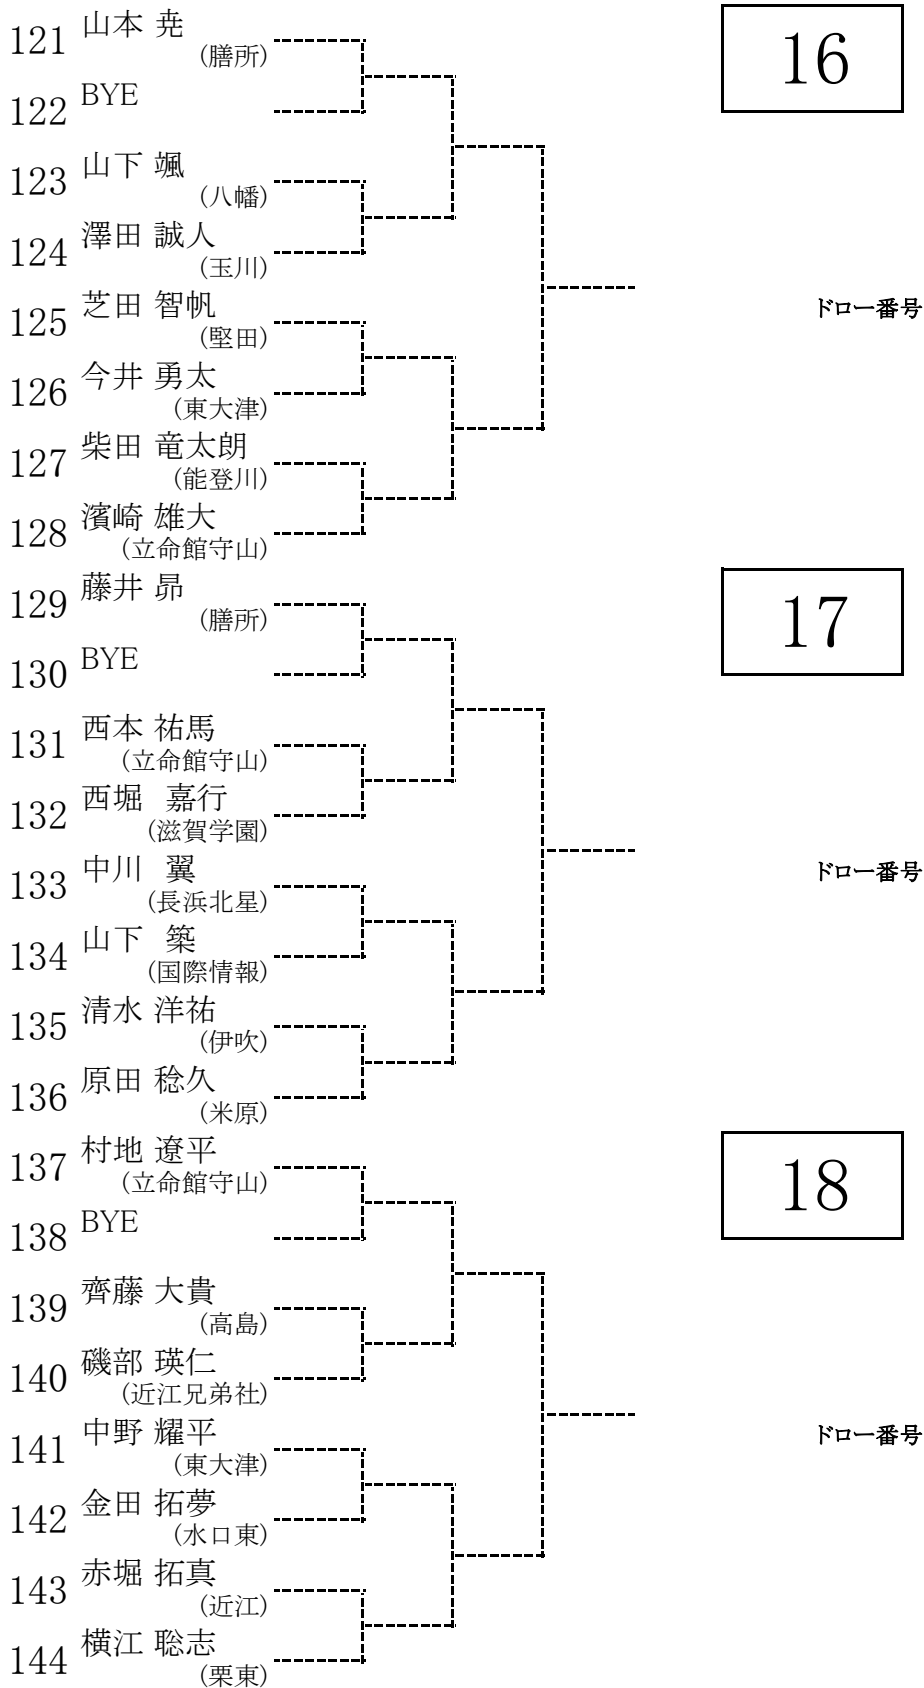 121 山本 尭
(膳所)
16
122 BYE
123 山下 颯
(八幡)
124 澤田 誠人
(玉川)
125 芝田 智帆
(堅田)
ドロー番号
126 今井 勇太
(東大津)
127 柴田 竜太朗
(能登川)
128 濱崎 雄大
(立命館守山)
129 藤井 昴
(膳所)
17
130 BYE
131 西本 祐馬
(立命館守山)
132 西堀 嘉行
(滋賀学園)
133 中川 翼
(長浜北星)
ドロー番号
134 山下 築
(国際情報)
135 清水 洋祐
(伊吹)
136 原田 稔久
(米原)
137 村地 遼平
(立命館守山)
18
138 BYE
139 齊藤 大貴
(高島)
140 磯部 瑛仁
(近江兄弟社)
141 中野 耀平
(東大津)
ドロー番号
142 金田 拓夢
(水口東)
143 赤堀 拓真
(近江)
144 横江 聡志
(栗東)